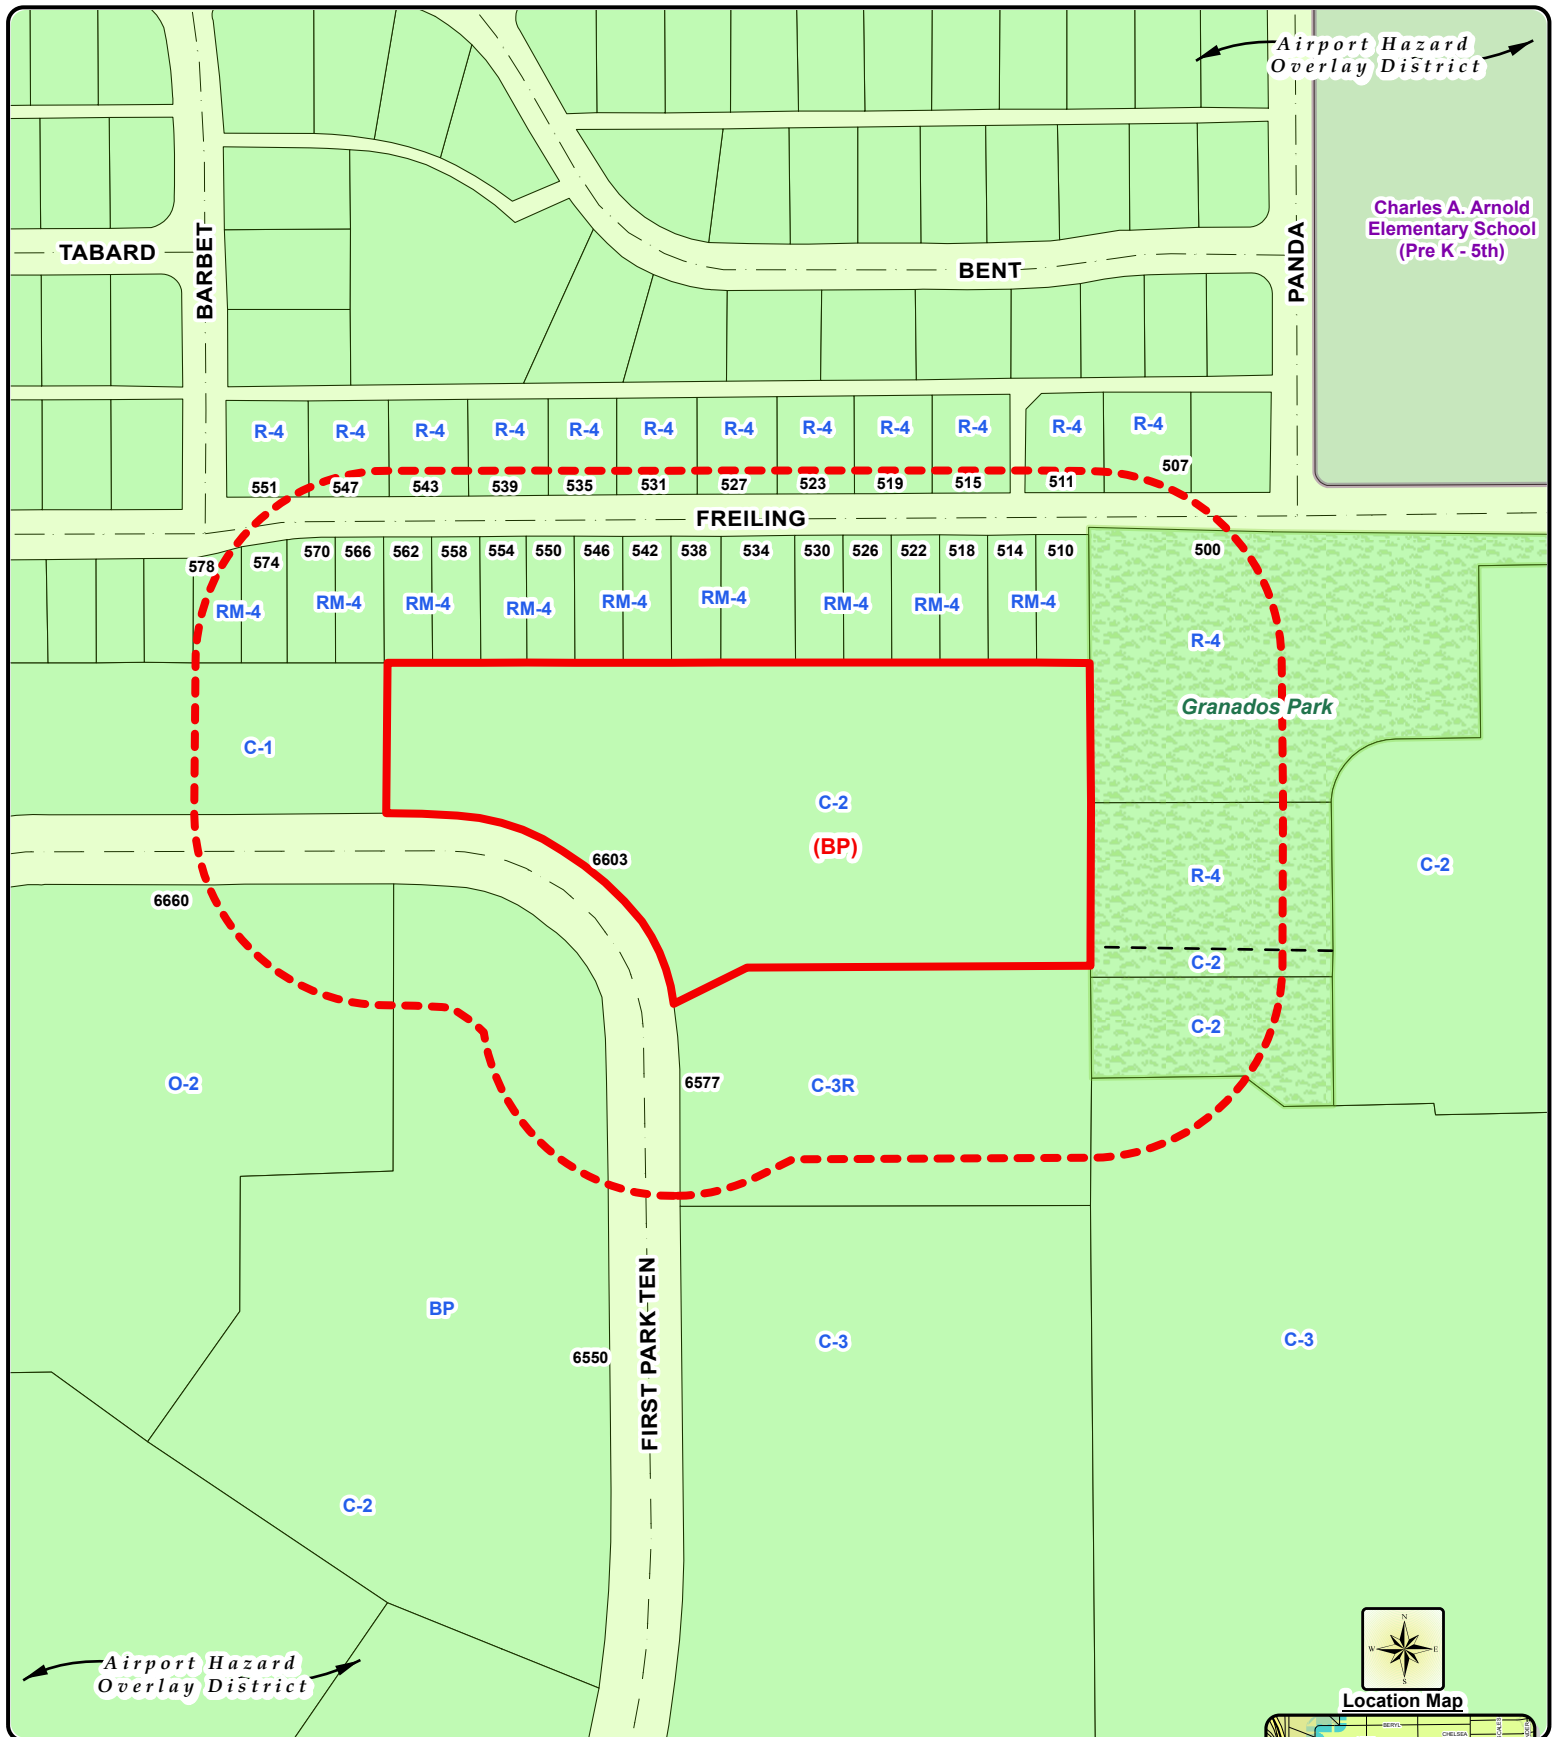 Airport Hazard
Overlay District
Charles A. Arnold
Elementary School
(Pre K - 5th)
TABARD
BARBET
BENT
PANDA
R-4
R-4
R-4
R-4
R-4
R-4
R-4
R-4
R-4
R-4
R-4
R-4
551
547
543
539
535
531
527
523
519
515
511
507
FREILING
578
574
570
566
562
558
554
550
546
542
538
534
530
526
522
518
514
510
500
RM-4
RM-4
RM-4
RM-4
RM-4
RM-4
RM-4
RM-4
RM-4
R-4
Granados Park
C-1
C-2
(BP)
6603
R-4
C-2
6660
C-2
C-2
O-2
6577
C-3R
BP
6550
FIRST PARK TEN
C-3
C-3
C-2
Airport Hazard
Overlay District
N
W
E
S
Location Map
BERYL
CHELSEA